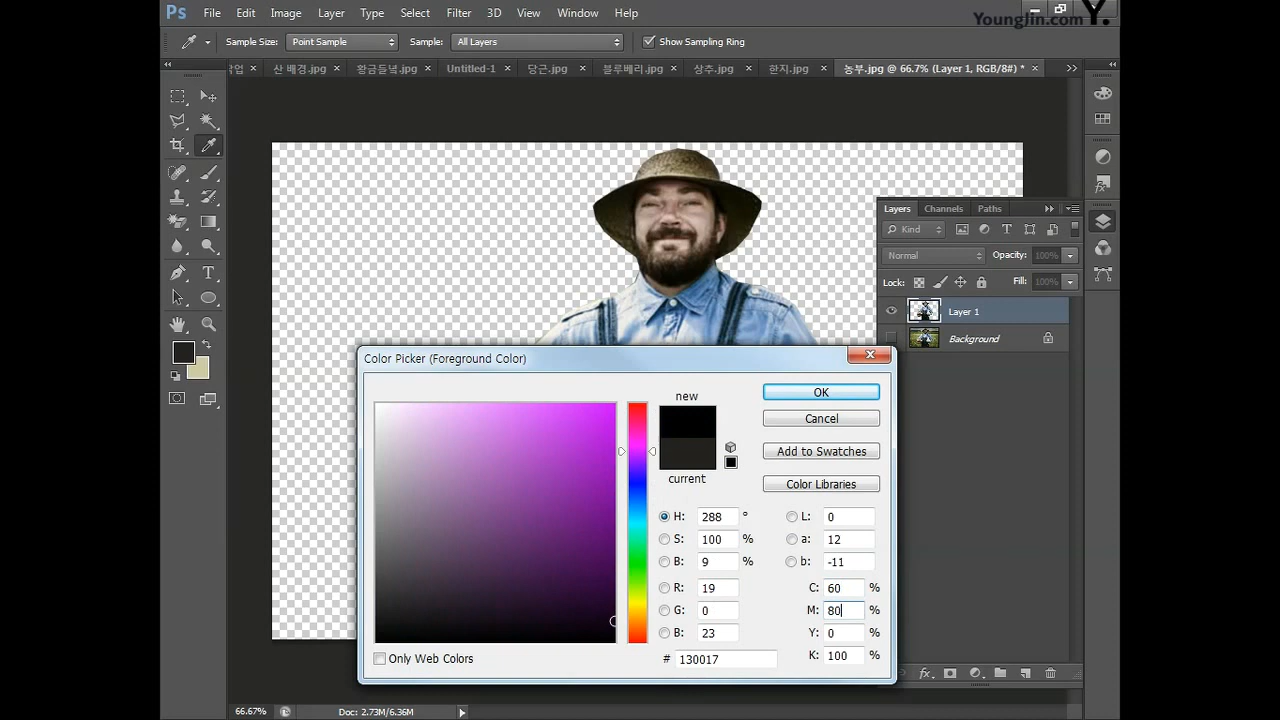 Ps File Edit Image Layer Type Select Filter 3D View Window Help
YoungJin.com Y.
Sample Size: Point Sample Sample: All Layers Show Sampling Ring
산 배경.jpg × 황금들녘.jpg × Untitled-1 × 당근.jpg × 블루베리.jpg × 상추.jpg × 한지.jpg × 농부.jpg @ 66.7% (Layer 1, RGB/8#) * ×
Layers Channels Paths
Kind
Normal Opacity: 100%
Lock: Fill: 100%
Layer 1
Background
Color Picker (Foreground Color)
new
current
OK
Cancel
Add to Swatches
Color Libraries
H: 288 ° L: 0
S: 100 % a: 12
B: 9 % b: -11
R: 19 C: 60 %
G: 0 M: 80 %
B: 23 Y: 0 %
# 130017 K: 100 %
Only Web Colors
fx
66.67% Doc: 2.73M/6.36M